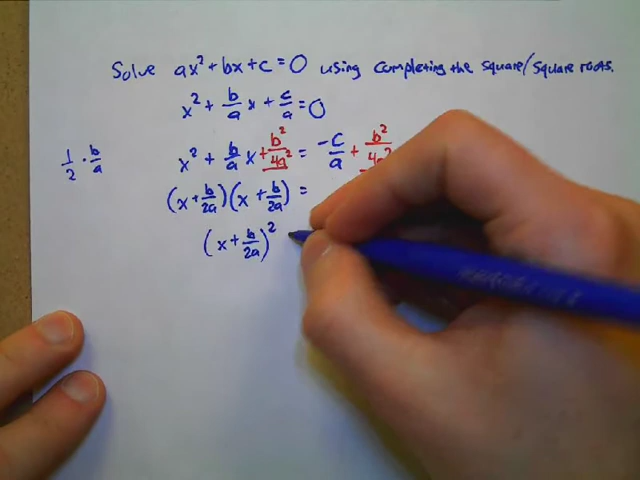 Solve ax² + bx + c = 0 using completing the square/square roots.
x² + b/a x + c/a = 0
1/2 · b/a
x² + b/a x + b²/4a² = -c/a + b²/4a²
(x + b/2a)(x + b/2a) =
(x + b/2a)²